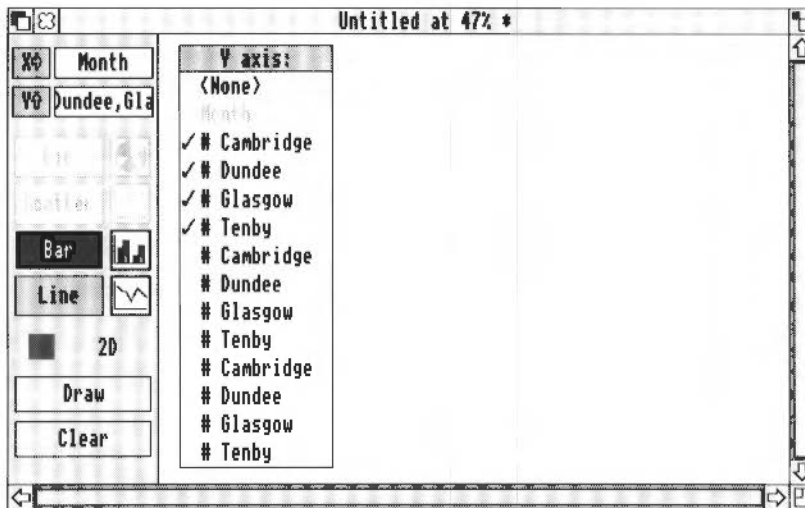 Untitled at 47% *
X Month
Y Dundee,Gla
Bar
Line
2D
Draw
Clear
Y axis:
<None>
Month
✓ # Cambridge
✓ # Dundee
✓ # Glasgow
✓ # Tenby
# Cambridge
# Dundee
# Glasgow
# Tenby
# Cambridge
# Dundee
# Glasgow
# Tenby